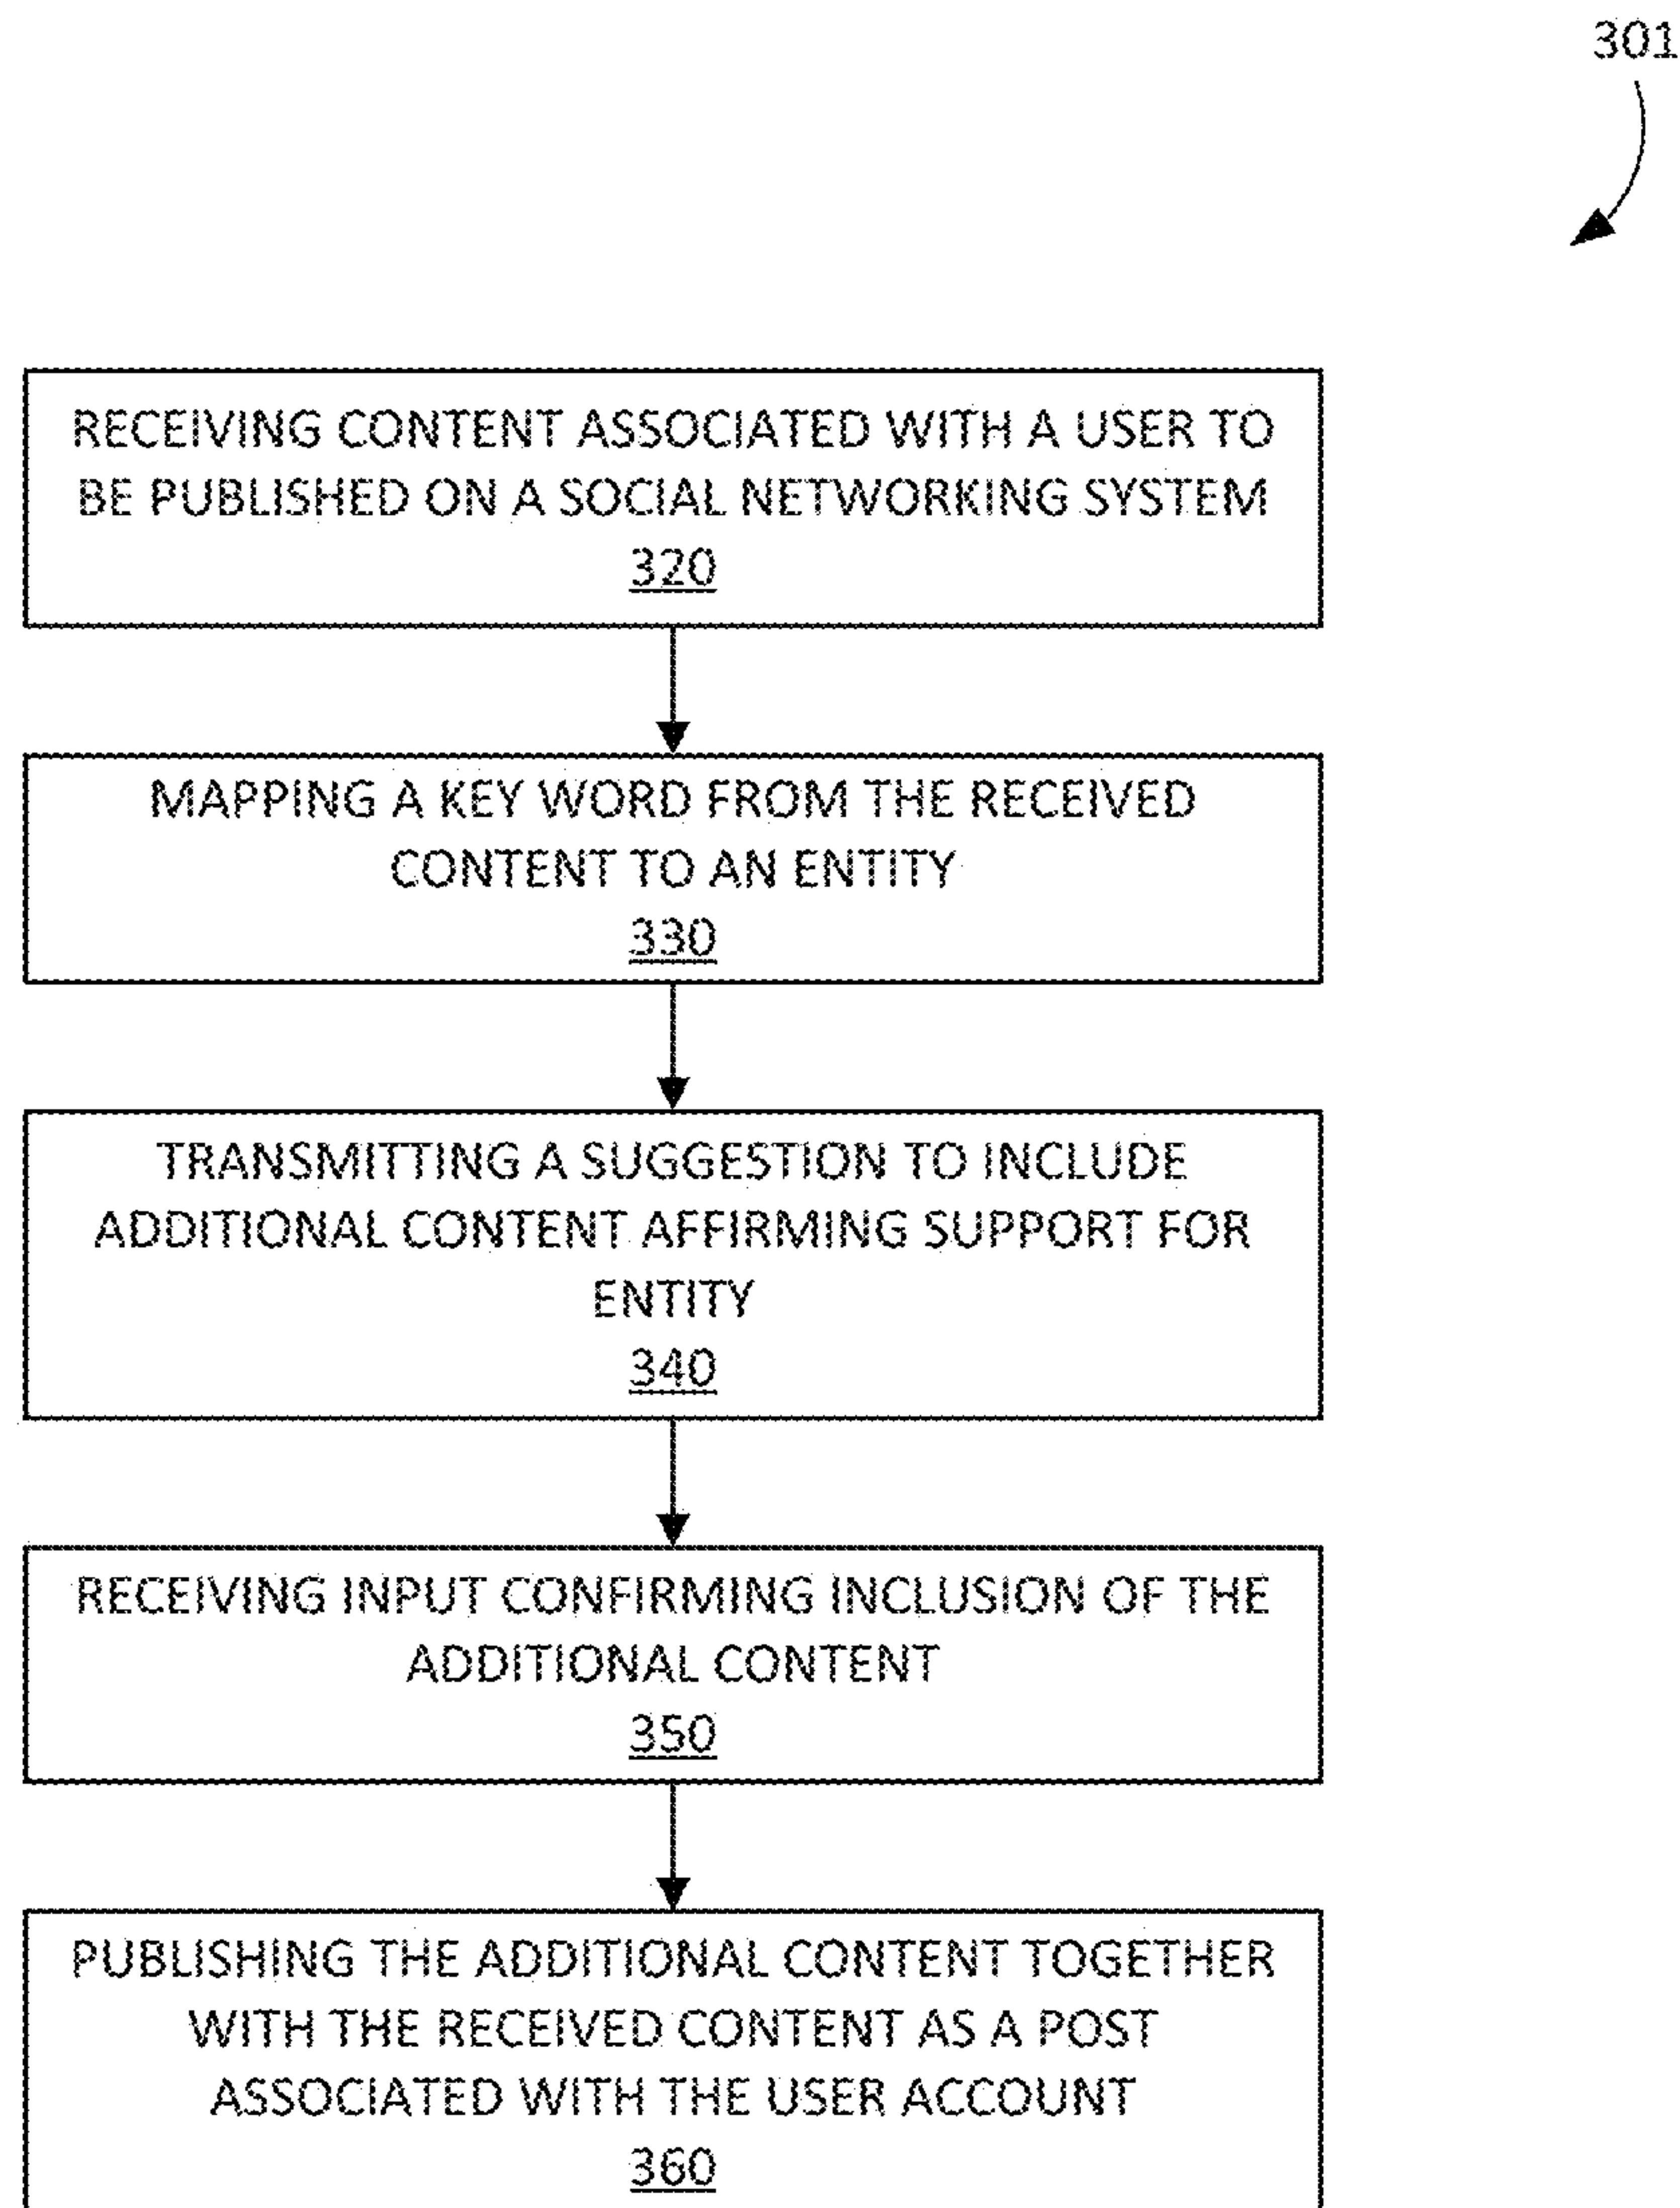 301
RECEIVING CONTENT ASSOCIATED WITH A USER TO
BE PUBLISHED ON A SOCIAL NETWORKING SYSTEM
320
MAPPING A KEY WORD FROM THE RECEIVED
CONTENT TO AN ENTITY
330
TRANSMITTING A SUGGESTION TO INCLUDE
ADDITIONAL CONTENT AFFIRMING SUPPORT FOR
ENTITY
340
RECEIVING INPUT CONFIRMING INCLUSION OF THE
ADDITIONAL CONTENT
350
PUBLISHING THE ADDITIONAL CONTENT TOGETHER
WITH THE RECEIVED CONTENT AS A POST
ASSOCIATED WITH THE USER ACCOUNT
360